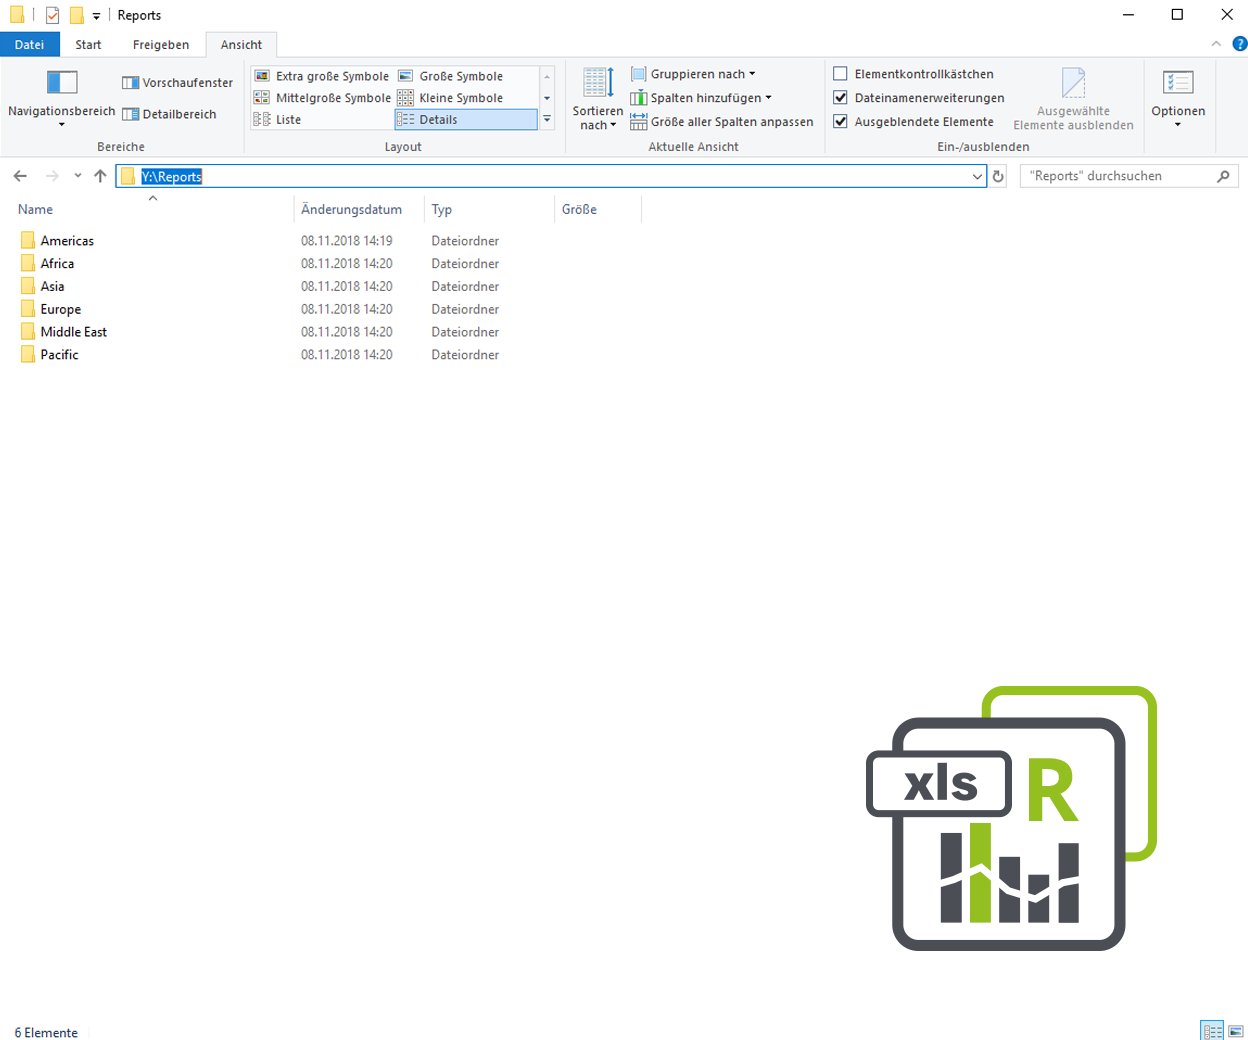 Reports
Datei Start Freigeben Ansicht
Navigationsbereich
Vorschaufenster
Detailbereich
Bereiche
Extra große Symbole Große Symbole
Mittelgroße Symbole Kleine Symbole
Liste Details
Layout
Sortieren
nach
Gruppieren nach
Spalten hinzufügen
Größe aller Spalten anpassen
Aktuelle Ansicht
Elementkontrollkästchen
Dateinamenerweiterungen
Ausgeblendete Elemente
Ausgewählte
Elemente ausblenden
Ein-/ausblenden
Optionen
Y:\Reports
"Reports" durchsuchen
Name Änderungsdatum Typ Größe
Americas 08.11.2018 14:19 Dateiordner
Africa 08.11.2018 14:20 Dateiordner
Asia 08.11.2018 14:20 Dateiordner
Europe 08.11.2018 14:20 Dateiordner
Middle East 08.11.2018 14:20 Dateiordner
Pacific 08.11.2018 14:20 Dateiordner
xls R
6 Elemente